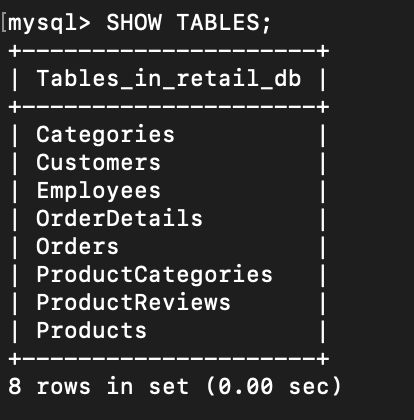 [mysql> SHOW TABLES;
+----------------------+
| Tables_in_retail_db |
+----------------------+
| Categories          |
| Customers           |
| Employees           |
| OrderDetails        |
| Orders              |
| ProductCategories   |
| ProductReviews      |
| Products            |
+----------------------+
8 rows in set (0.00 sec)